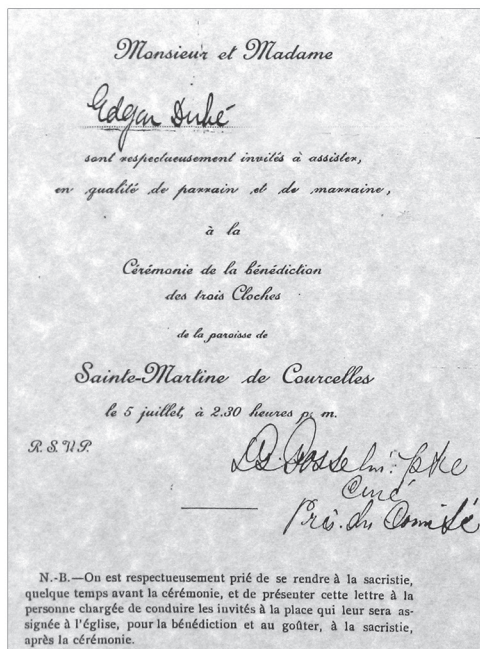 Monsieur et Madame
Edgar Dubé
sont respectueusement invités à assister,
en qualité de parrain et de marraine,
à la
Cérémonie de la bénédiction
des trois Cloches
de la paroisse de
Sainte-Martine de Courcelles
le 5 juillet, à 2.30 heures p. m.
R. S. V. P.
Ptre
Curé
Prés. du Comité
N.-B.—On est respectueusement prié de se rendre à la sacristie,
quelque temps avant la cérémonie, et de présenter cette lettre à la
personne chargée de conduire les invités à la place qui leur sera as-
signée à l'église, pour la bénédiction et au goûter, à la sacristie,
après la cérémonie.